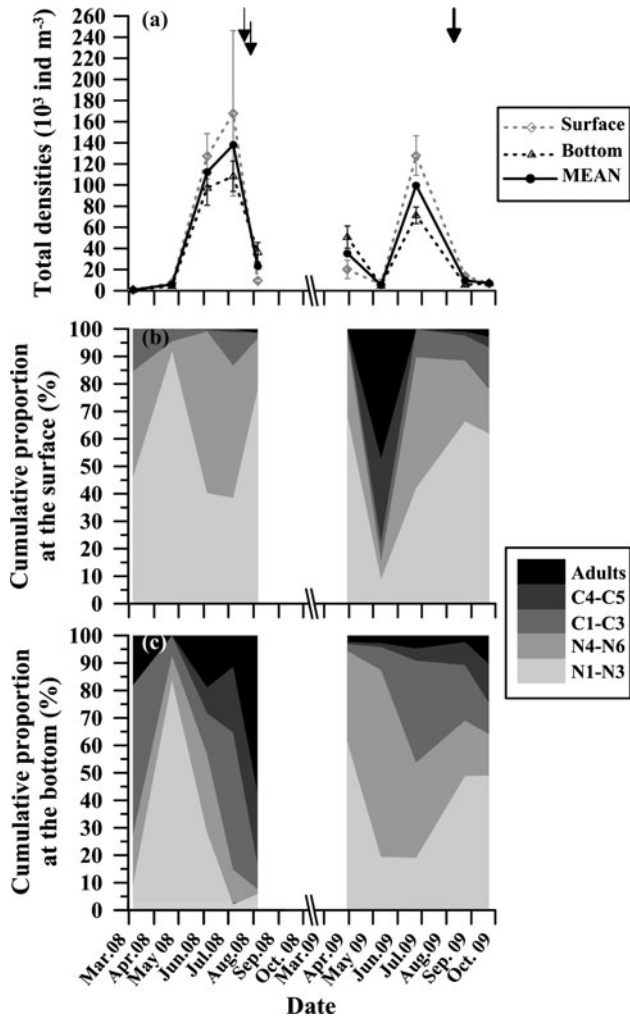 (a)
Total densities (10³ ind m⁻³)
260
240
220
200
180
160
140
120
100
80
60
40
20
0
Surface
Bottom
MEAN
(b)
Cumulative proportion
at the surface (%)
100
90
80
70
60
50
40
30
20
10
0
Adults
C4-C5
C1-C3
N4-N6
N1-N3
(c)
Cumulative proportion
at the bottom (%)
100
90
80
70
60
50
40
30
20
10
0
Mar.08
Apr.08
May 08
Jun.08
Jul.08
Aug.08
Sep.08
Oct. 08
Mar.09
Apr.09
May 09
Jun.09
Jul.09
Aug.09
Sep. 09
Oct.09
Date